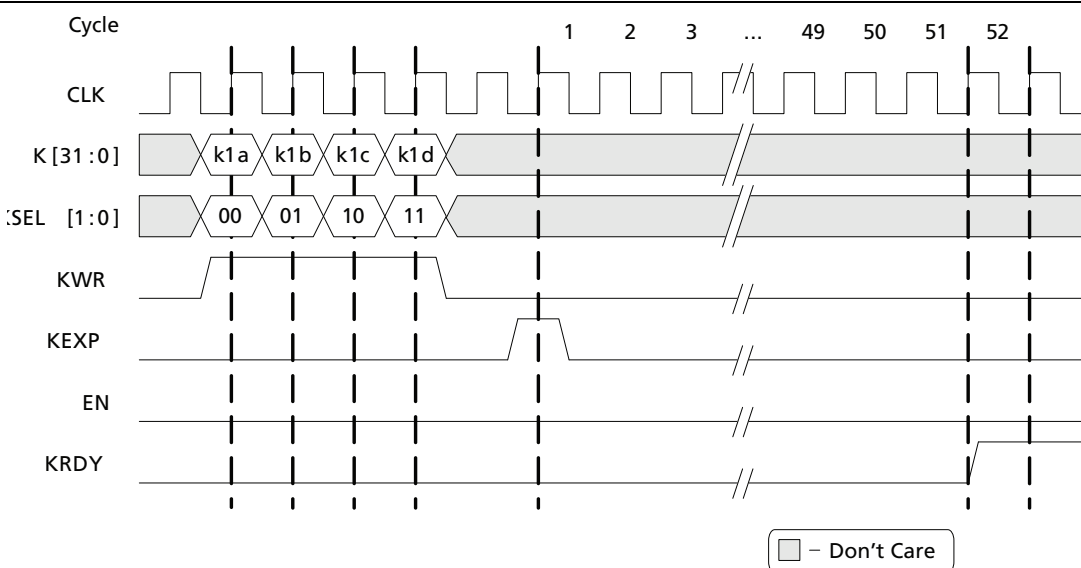 Cycle 1 2 3 ... 49 50 51 52
CLK
K[31:0] k1a k1b k1c k1d
SEL [1:0] 00 01 10 11
KWR
KEXP
EN
KRDY
– Don't Care